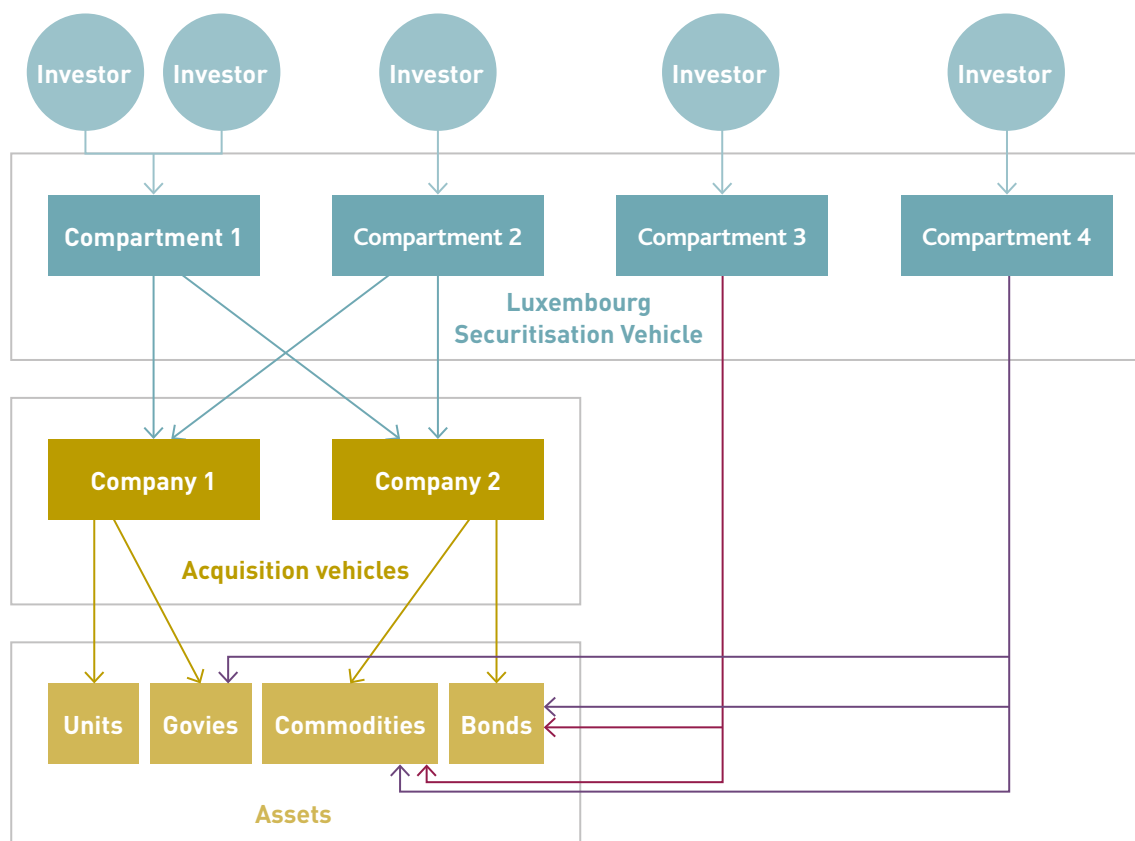 Investor
Investor
Investor
Investor
Investor
Compartment 1
Compartment 2
Compartment 3
Compartment 4
Luxembourg
Securitisation Vehicle
Company 1
Company 2
Acquisition vehicles
Units
Govies
Commodities
Bonds
Assets